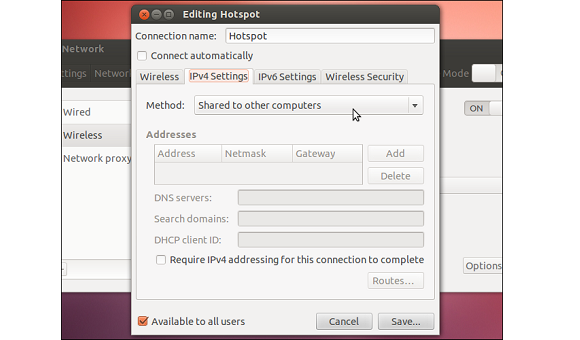 Editing Hotspot
Network
Connection name: Hotspot
Connect automatically
Wireless IPv4 Settings IPv6 Settings Wireless Security
ttings Network
Mode
Method: Shared to other computers
ON
Wired
Wireless
Network proxy
Addresses
Address Netmask Gateway
Add
Delete
DNS servers:
Search domains:
DHCP client ID:
Require IPv4 addressing for this connection to complete
Options
Routes...
Available to all users
Cancel Save...